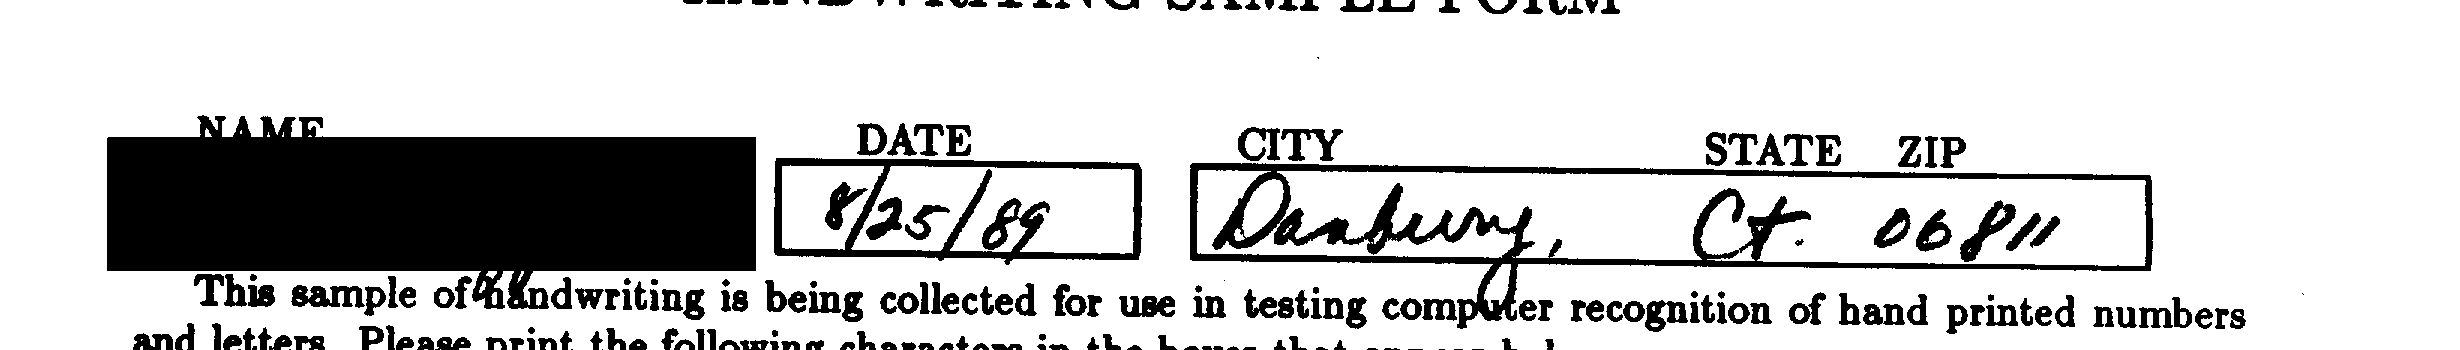 HANDWRITING SAMPLE FORM
NAME DATE CITY STATE ZIP
8/25/89 Danbury, Ct. 06811
This sample of handwriting is being collected for use in testing computer recognition of hand printed numbers
and letters. Please print the following characters in the boxes that appear below